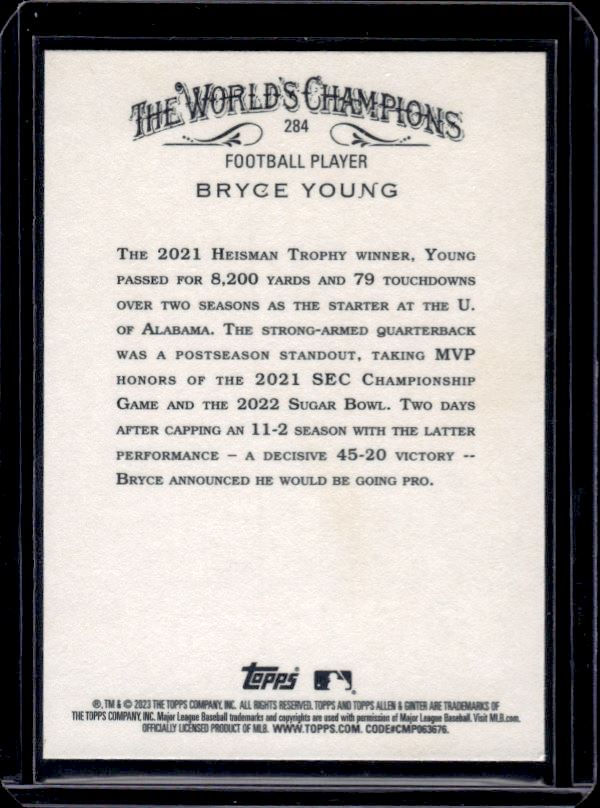 The World's Champions
284
FOOTBALL PLAYER
BRYCE YOUNG
The 2021 Heisman Trophy winner, Young
passed for 8,200 yards and 79 touchdowns
over two seasons as the starter at the U.
of Alabama. The strong-armed quarterback
was a postseason standout, taking MVP
honors of the 2021 SEC Championship
Game and the 2022 Sugar Bowl. Two days
after capping an 11-2 season with the latter
performance – a decisive 45-20 victory --
Bryce announced he would be going pro.
Topps
®, TM & © 2023 THE TOPPS COMPANY, INC. ALL RIGHTS RESERVED. TOPPS AND TOPPS ALLEN & GINTER ARE TRADEMARKS OF
THE TOPPS COMPANY, INC. Major League Baseball trademarks and copyrights are used with permission of Major League Baseball. Visit MLB.com.
OFFICIALLY LICENSED PRODUCT OF MLB. WWW.TOPPS.COM. CODE#CMP063676.